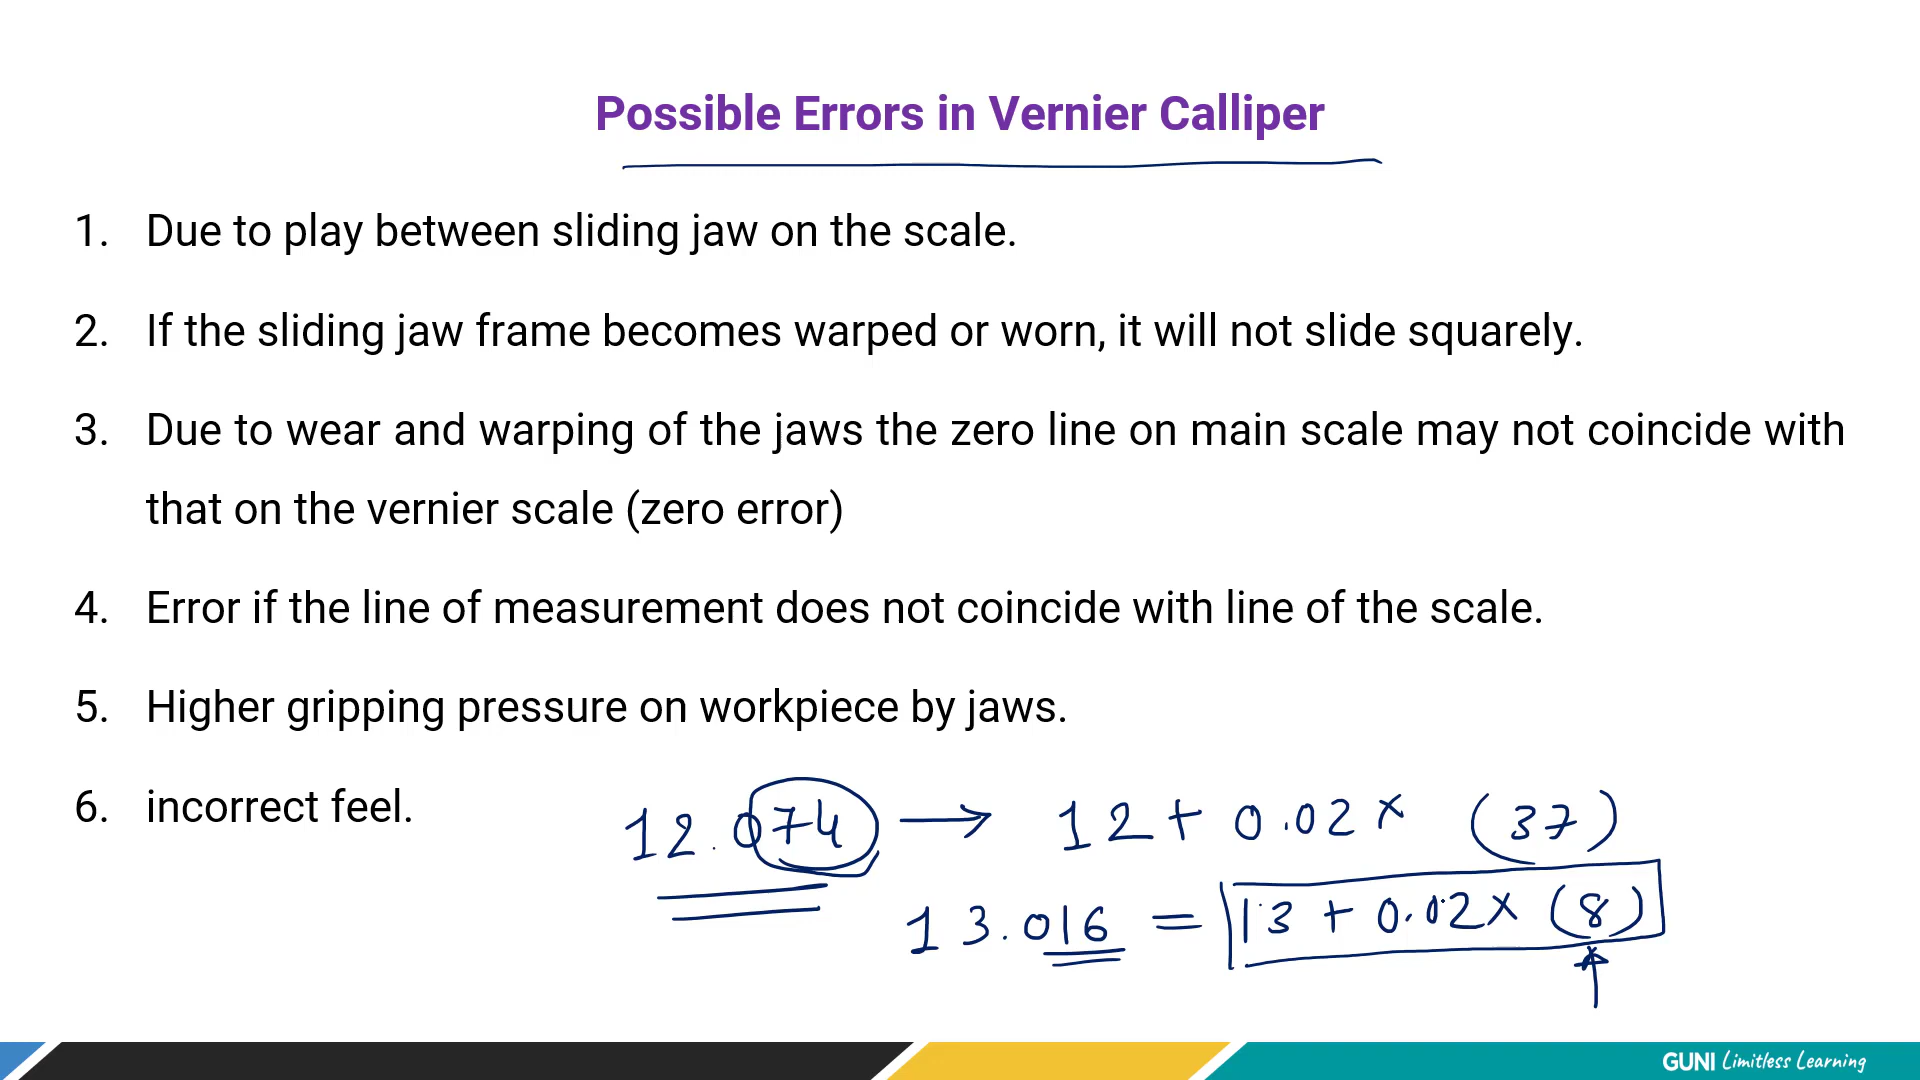 Possible Errors in Vernier Calliper
1. Due to play between sliding jaw on the scale.
2. If the sliding jaw frame becomes warped or worn, it will not slide squarely.
3. Due to wear and warping of the jaws the zero line on main scale may not coincide with
that on the vernier scale (zero error)
4. Error if the line of measurement does not coincide with line of the scale.
5. Higher gripping pressure on workpiece by jaws.
6. incorrect feel.
12.074 → 12 + 0.02 × (37)
13.016 = 13 + 0.02 × (8)
GUNI Limitless Learning